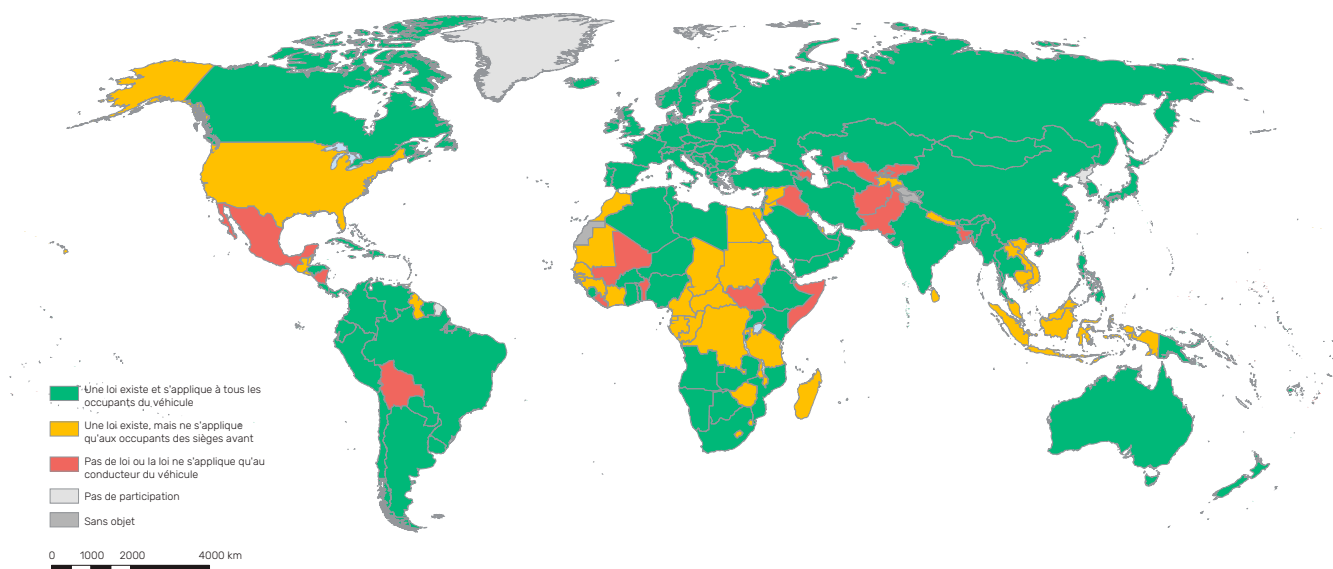 Une loi existe et s'applique à tous les
occupants du véhicule
Une loi existe, mais ne s'applique
qu'aux occupants des sièges avant
Pas de loi ou la loi ne s'applique qu'au
conducteur du véhicule
Pas de participation
Sans objet
0 1000 2000 4000 km